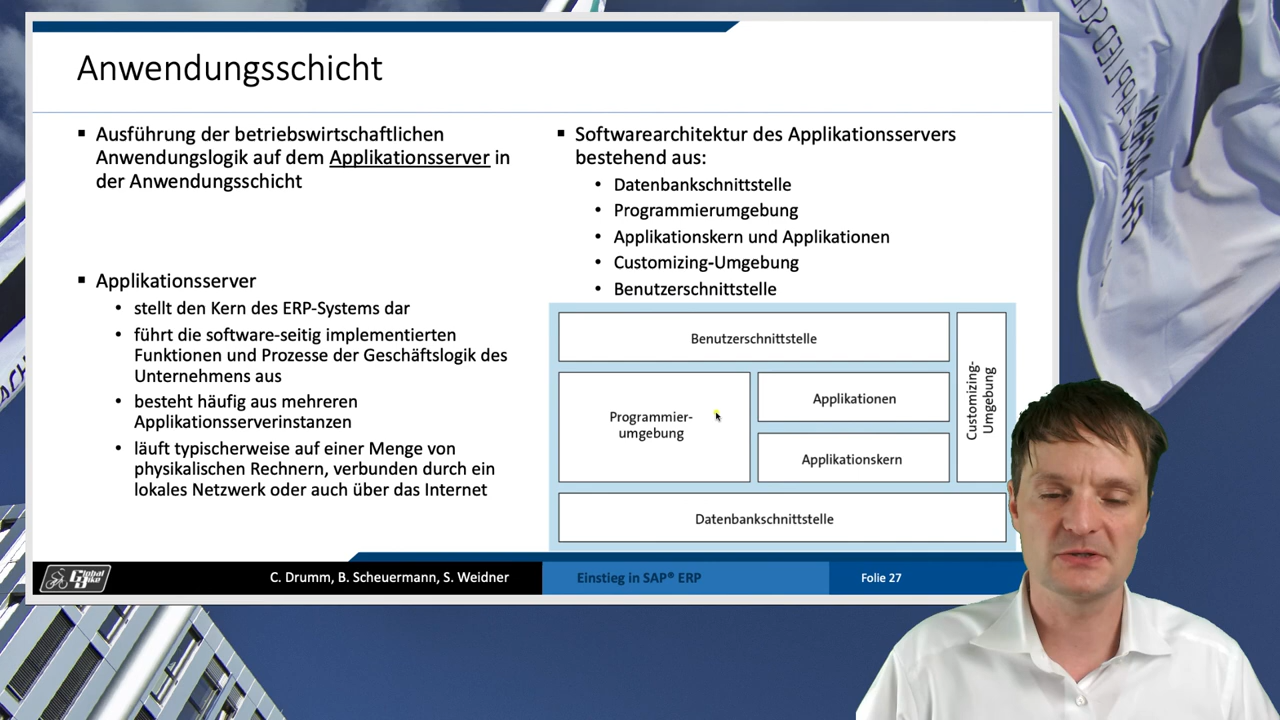 Anwendungsschicht
▪ Ausführung der betriebswirtschaftlichen
Anwendungslogik auf dem Applikationsserver in
der Anwendungsschicht
▪ Applikationsserver
• stellt den Kern des ERP-Systems dar
• führt die software-seitig implementierten
Funktionen und Prozesse der Geschäftslogik des
Unternehmens aus
• besteht häufig aus mehreren
Applikationsserverinstanzen
• läuft typischerweise auf einer Menge von
physikalischen Rechnern, verbunden durch ein
lokales Netzwerk oder auch über das Internet
▪ Softwarearchitektur des Applikationsservers
bestehend aus:
• Datenbankschnittstelle
• Programmierumgebung
• Applikationskern und Applikationen
• Customizing-Umgebung
• Benutzerschnittstelle
Benutzerschnittstelle
Programmier-
umgebung
Applikationen
Applikationskern
Customizing-
Umgebung
Datenbankschnittstelle
Global
Bike
C. Drumm, B. Scheuermann, S. Weidner
Einstieg in SAP® ERP
Folie 27
FH AACHEN